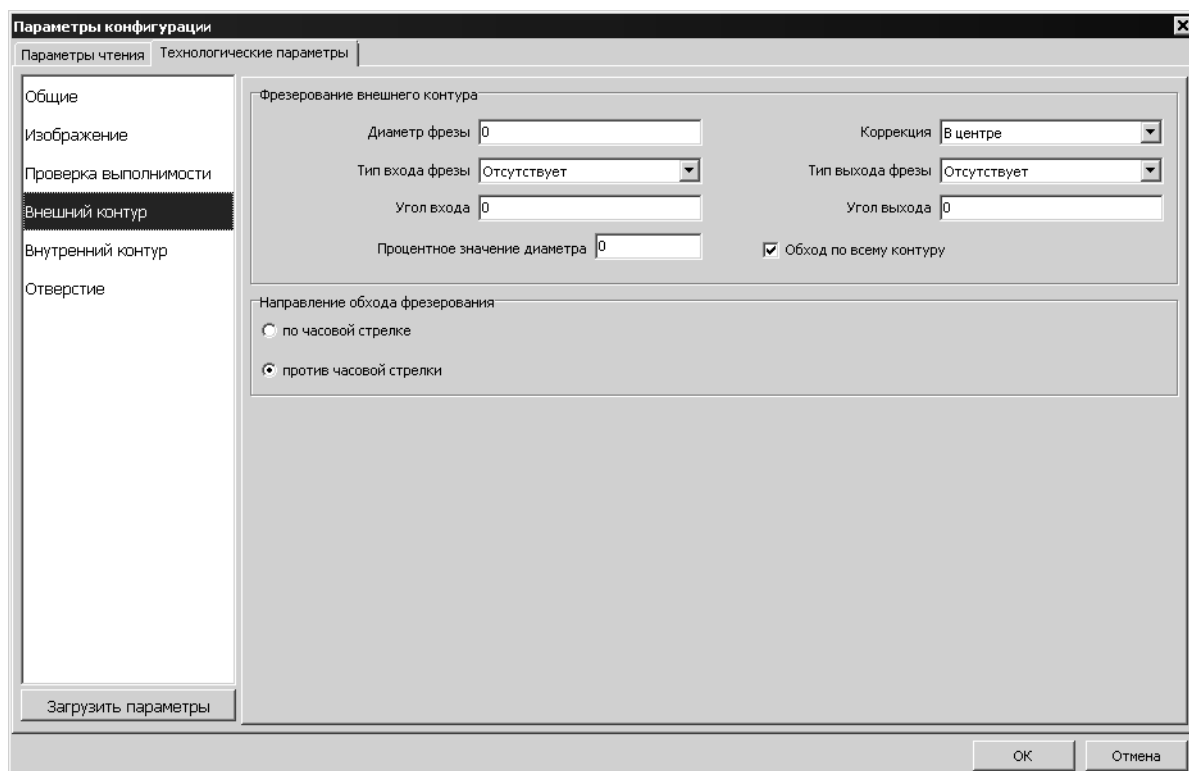 Параметры конфигурации
Параметры чтения Технологические параметры
Общие
Изображение
Проверка выполнимости
Внешний контур
Внутренний контур
Отверстие
Загрузить параметры
Фрезерование внешнего контура
Диаметр фрезы 0 Коррекция В центре
Тип входа фрезы Отсутствует Тип выхода фрезы Отсутствует
Угол входа 0 Угол выхода 0
Процентное значение диаметра 0 Обход по всему контуру
Направление обхода фрезерования
по часовой стрелке
против часовой стрелки
ОК Отмена